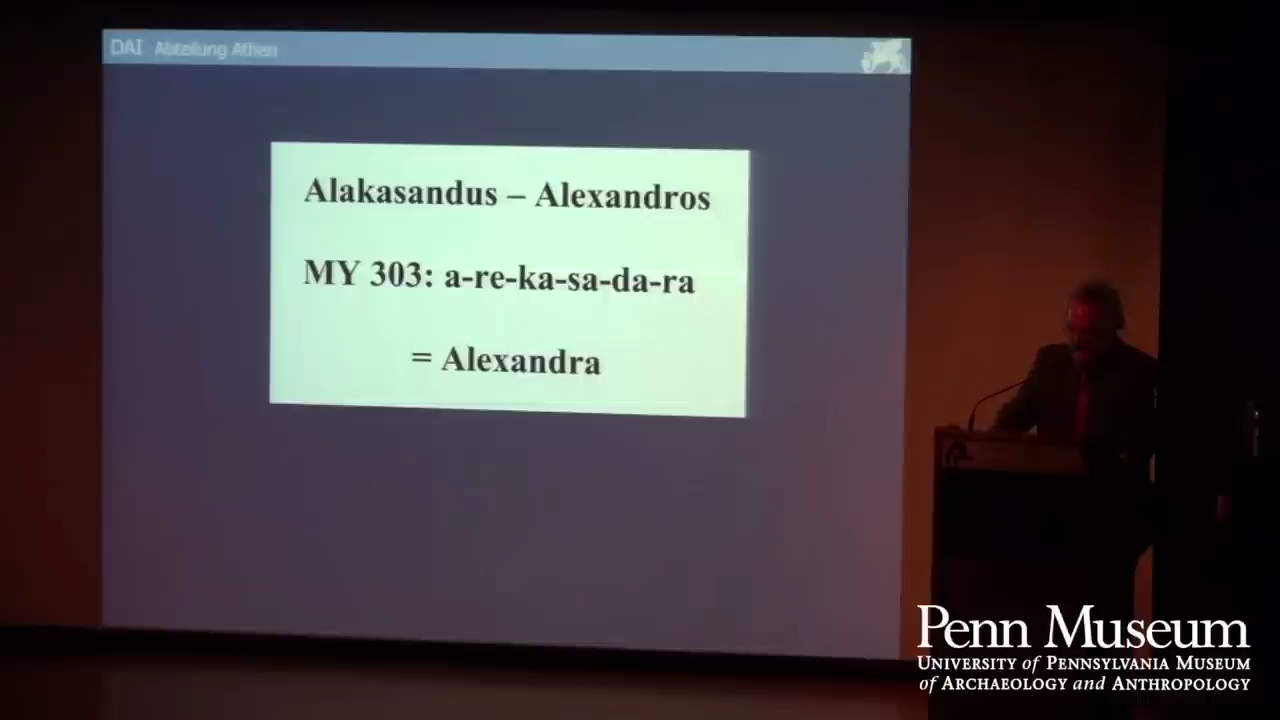 DAI Abteilung Athen
Alakasandus – Alexandros
MY 303: a-re-ka-sa-da-ra
= Alexandra
Penn Museum
UNIVERSITY of PENNSYLVANIA MUSEUM
of ARCHAEOLOGY and ANTHROPOLOGY